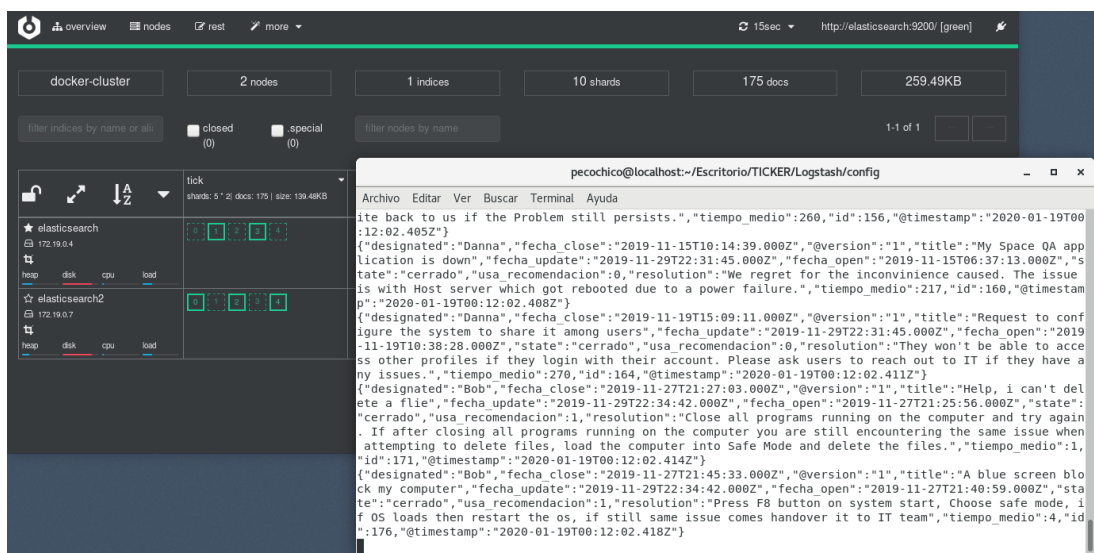 overview nodes rest more 15sec http://elasticsearch:9200/ [green]
docker-cluster 2 nodes 1 indices 10 shards 175 docs 259.49KB
filter indices by name or ali closed (0) .special (0) filter nodes by name 1-1 of 1
tick
shards: 5 * 2| docs: 175 | size: 139.48KB
elasticsearch
172.19.0.4
heap disk cpu load
0 1 2 3 4
elasticsearch2
172.19.0.7
heap disk cpu load
0 1 2 3 4
pecochico@localhost:~/Escritorio/TICKER/Logstash/config
Archivo Editar Ver Buscar Terminal Ayuda
ite back to us if the Problem still persists.","tiempo_medio":260,"id":156,"@timestamp":"2020-01-19T00
:12:02.405Z"}
{"designated":"Danna","fecha_close":"2019-11-15T10:14:39.000Z","@version":"1","title":"My Space QA app
lication is down","fecha_update":"2019-11-29T22:31:45.000Z","fecha_open":"2019-11-15T06:37:13.000Z","s
tate":"cerrado","usa_recomendacion":0,"resolution":"We regret for the inconvinience caused. The issue
is with Host server which got rebooted due to a power failure.","tiempo_medio":217,"id":160,"@timestam
p":"2020-01-19T00:12:02.408Z"}
{"designated":"Danna","fecha_close":"2019-11-19T15:09:11.000Z","@version":"1","title":"Request to conf
igure the system to share it among users","fecha_update":"2019-11-29T22:31:45.000Z","fecha_open":"2019
-11-19T10:38:28.000Z","state":"cerrado","usa_recomendacion":0,"resolution":"They won't be able to acce
ss other profiles if they login with their account. Please ask users to reach out to IT if they have a
ny issues.","tiempo_medio":270,"id":164,"@timestamp":"2020-01-19T00:12:02.411Z"}
{"designated":"Bob","fecha_close":"2019-11-27T21:27:03.000Z","@version":"1","title":"Help, i can't del
ete a flie","fecha_update":"2019-11-29T22:34:42.000Z","fecha_open":"2019-11-27T21:25:56.000Z","state":
"cerrado","usa_recomendacion":1,"resolution":"Close all programs running on the computer and try again
. If after closing all programs running on the computer you are still encountering the same issue when
attempting to delete files, load the computer into Safe Mode and delete the files.","tiempo_medio":1,
"id":171,"@timestamp":"2020-01-19T00:12:02.414Z"}
{"designated":"Bob","fecha_close":"2019-11-27T21:45:33.000Z","@version":"1","title":"A blue screen blo
ck my computer","fecha_update":"2019-11-29T22:34:42.000Z","fecha_open":"2019-11-27T21:40:59.000Z","sta
te":"cerrado","usa_recomendacion":1,"resolution":"Press F8 button on system start, Choose safe mode, i
f OS loads then restart the os, if still same issue comes handover it to IT team","tiempo_medio":4,"id
":176,"@timestamp":"2020-01-19T00:12:02.418Z"}